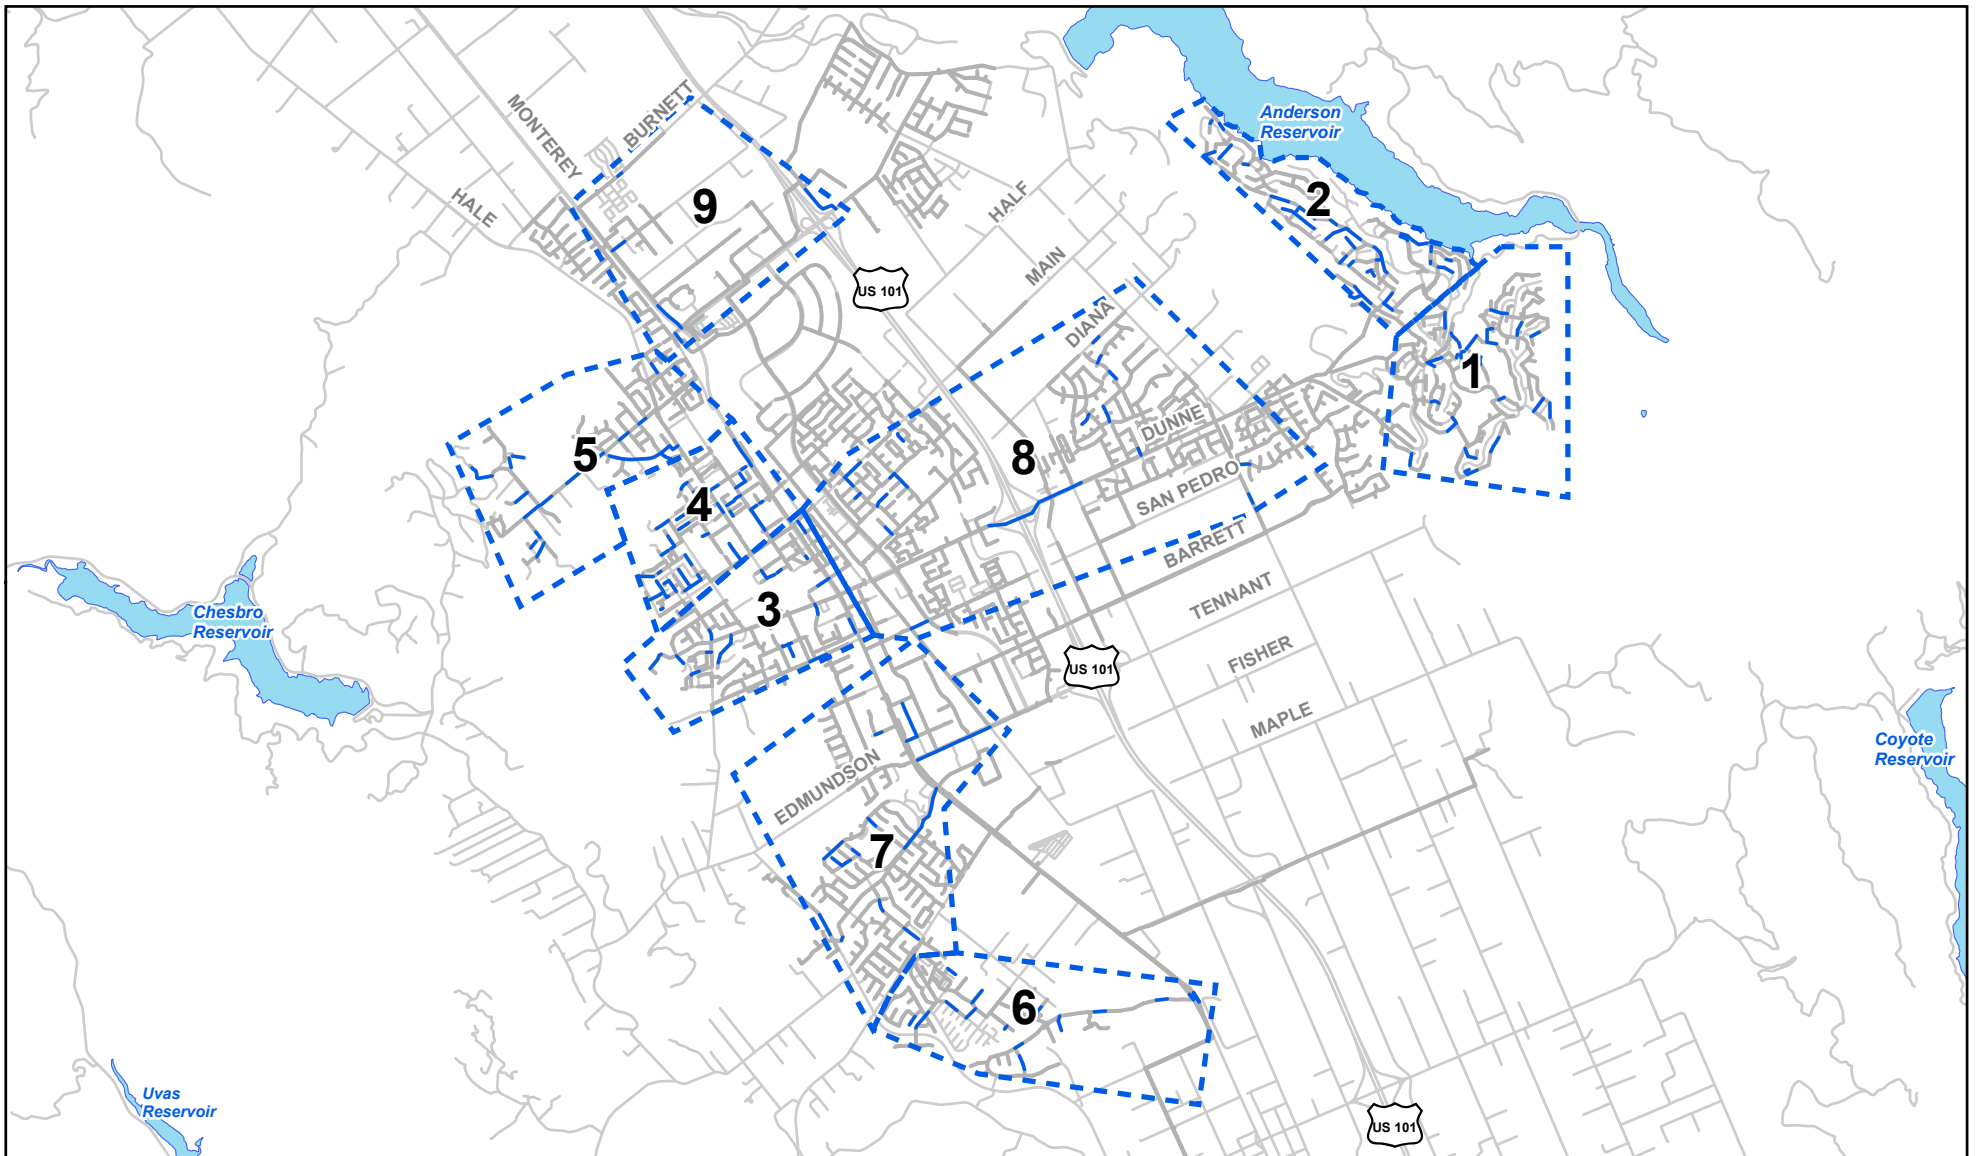 Anderson
Reservoir
BURNETT
MONTEREY
HALE
9
HALF
2
MAIN
US 101
DIANA
1
5
8
DUNNE
4
SAN PEDRO
BARRETT
3
TENNANT
Chesbro
Reservoir
FISHER
US 101
MAPLE
Coyote
Reservoir
EDMUNDSON
7
6
Uvas
Reservoir
US 101